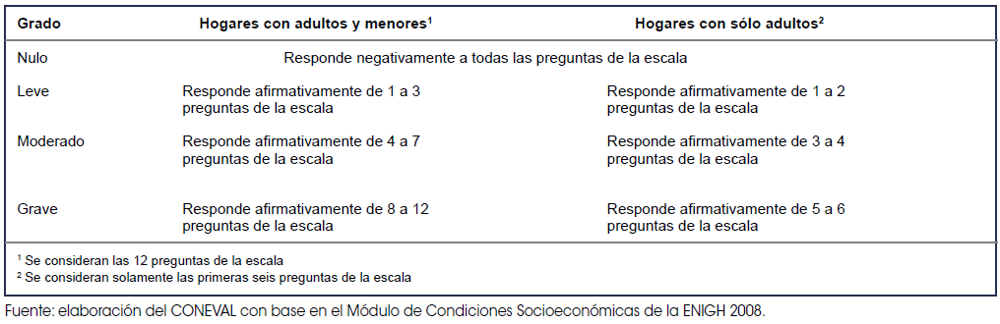 Grado Hogares con adultos y menores¹ Hogares con sólo adultos²
Nulo Responde negativamente a todas las preguntas de la escala
Leve Responde afirmativamente de 1 a 3 Responde afirmativamente de 1 a 2
preguntas de la escala preguntas de la escala
Moderado Responde afirmativamente de 4 a 7 Responde afirmativamente de 3 a 4
preguntas de la escala preguntas de la escala
Grave Responde afirmativamente de 8 a 12 Responde afirmativamente de 5 a 6
preguntas de la escala preguntas de la escala
¹ Se consideran las 12 preguntas de la escala
² Se consideran solamente las primeras seis preguntas de la escala
Fuente: elaboración del CONEVAL con base en el Módulo de Condiciones Socioeconómicas de la ENIGH 2008.